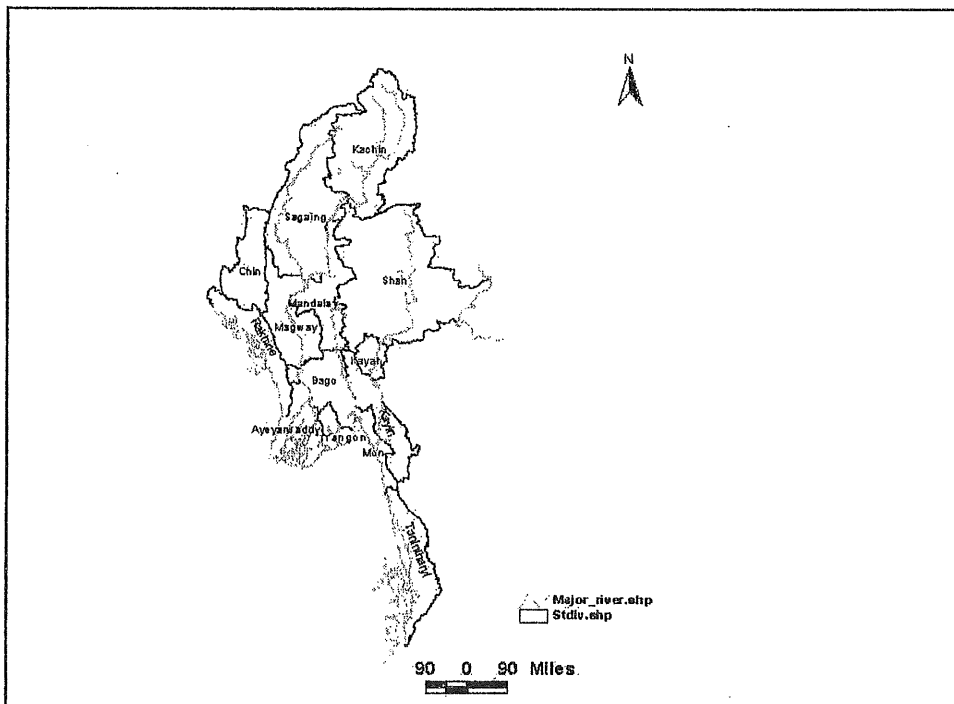 N
Kachin
Sagaing
Chin
Shan
Mandalay
Magway
Rakhine
Kayah
Bago
Ayeyarwaddy
Yangon
Kayin
Mon
Taninthayi
Major_river.shp
Stdiv.shp
90 0 90 Miles